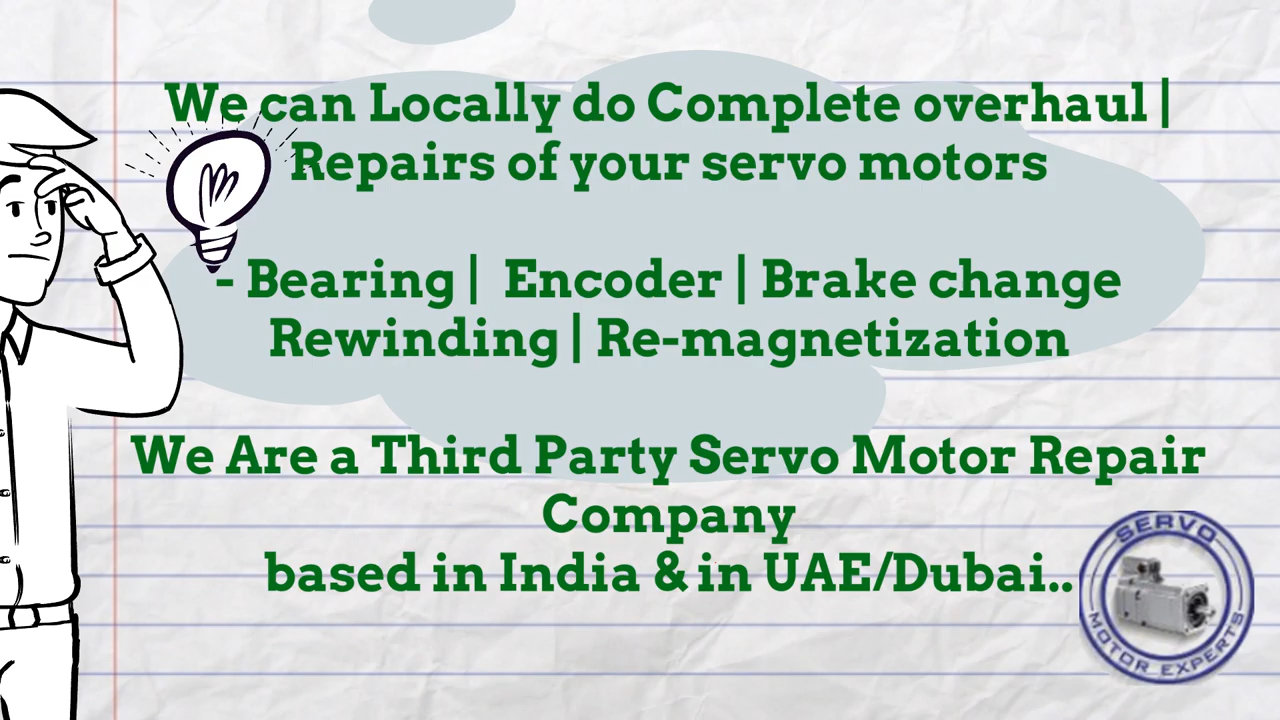 We can Locally do Complete overhaul |
Repairs of your servo motors
- Bearing | Encoder | Brake change
Rewinding | Re-magnetization
We Are a Third Party Servo Motor Repair
Company
based in India & in UAE/Dubai..
SERVO
MOTOR EXPERTS